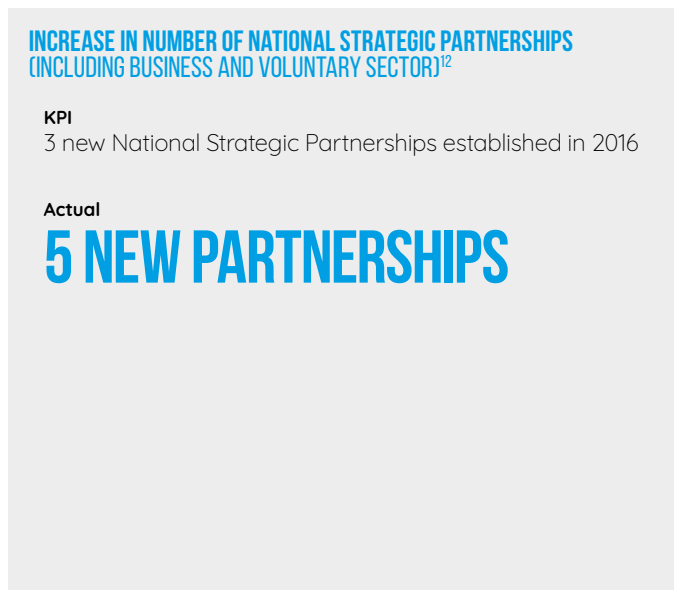 INCREASE IN NUMBER OF NATIONAL STRATEGIC PARTNERSHIPS
(INCLUDING BUSINESS AND VOLUNTARY SECTOR)12
KPI
3 new National Strategic Partnerships established in 2016
Actual
5 NEW PARTNERSHIPS